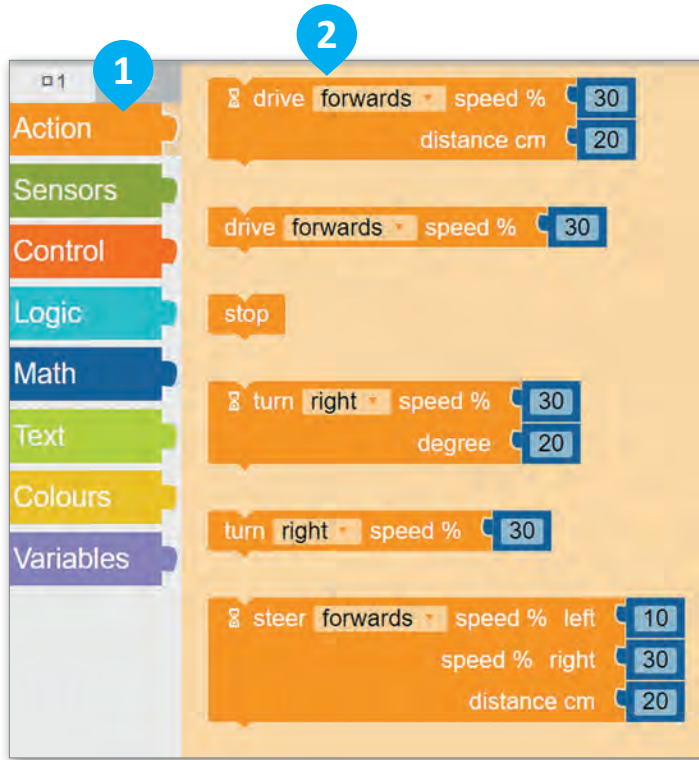 1
2
1
Action
Sensors
Control
Logic
Math
Text
Colours
Variables
drive forwards speed % 30
distance cm 20
drive forwards speed % 30
stop
turn right speed % 30
degree 20
turn right speed % 30
steer forwards speed % left 10
speed % right 30
distance cm 20